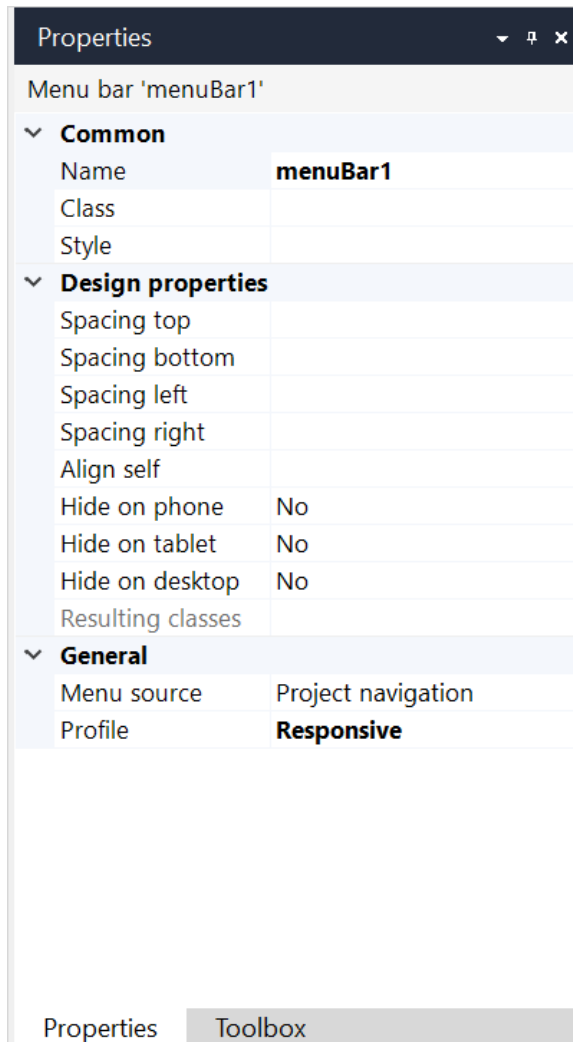 Properties
Menu bar 'menuBar1'
Common
Name menuBar1
Class
Style
Design properties
Spacing top
Spacing bottom
Spacing left
Spacing right
Align self
Hide on phone No
Hide on tablet No
Hide on desktop No
Resulting classes
General
Menu source Project navigation
Profile Responsive
Properties Toolbox